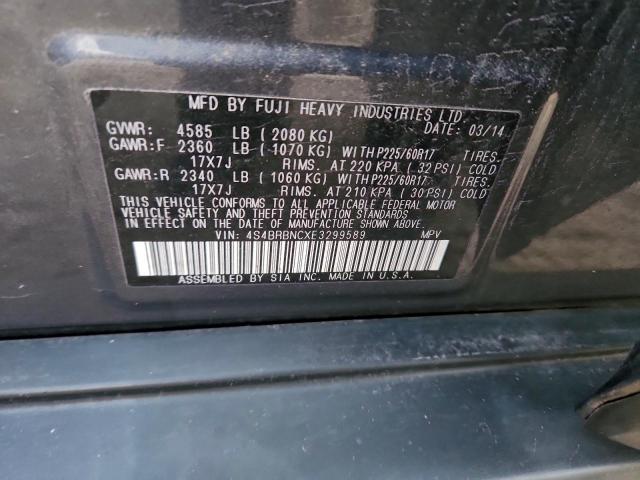 MFD BY FUJI HEAVY INDUSTRIES LTD.
GVWR: 4585 LB ( 2080 KG) DATE: 03/14
GAWR:F 2360 LB ( 1070 KG) WITH P225/60R17 TIRES.
17X7J RIMS. AT 220 KPA ( 32 PSI) COLD
GAWR:R 2340 LB ( 1060 KG) WITH P225/60R17 TIRES.
17X7J RIMS. AT 210 KPA ( 30 PSI) COLD
THIS VEHICLE CONFORMS TO ALL APPLICABLE FEDERAL MOTOR
VEHICLE SAFETY AND THEFT PREVENTION STANDARDS
IN EFFECT ON THE DATE OF MANUFACTURE SHOWN ABOVE.
VIN: 4S4BRBNCXE3299589 MPV
ASSEMBLED BY SIA INC. IN U.S.A.